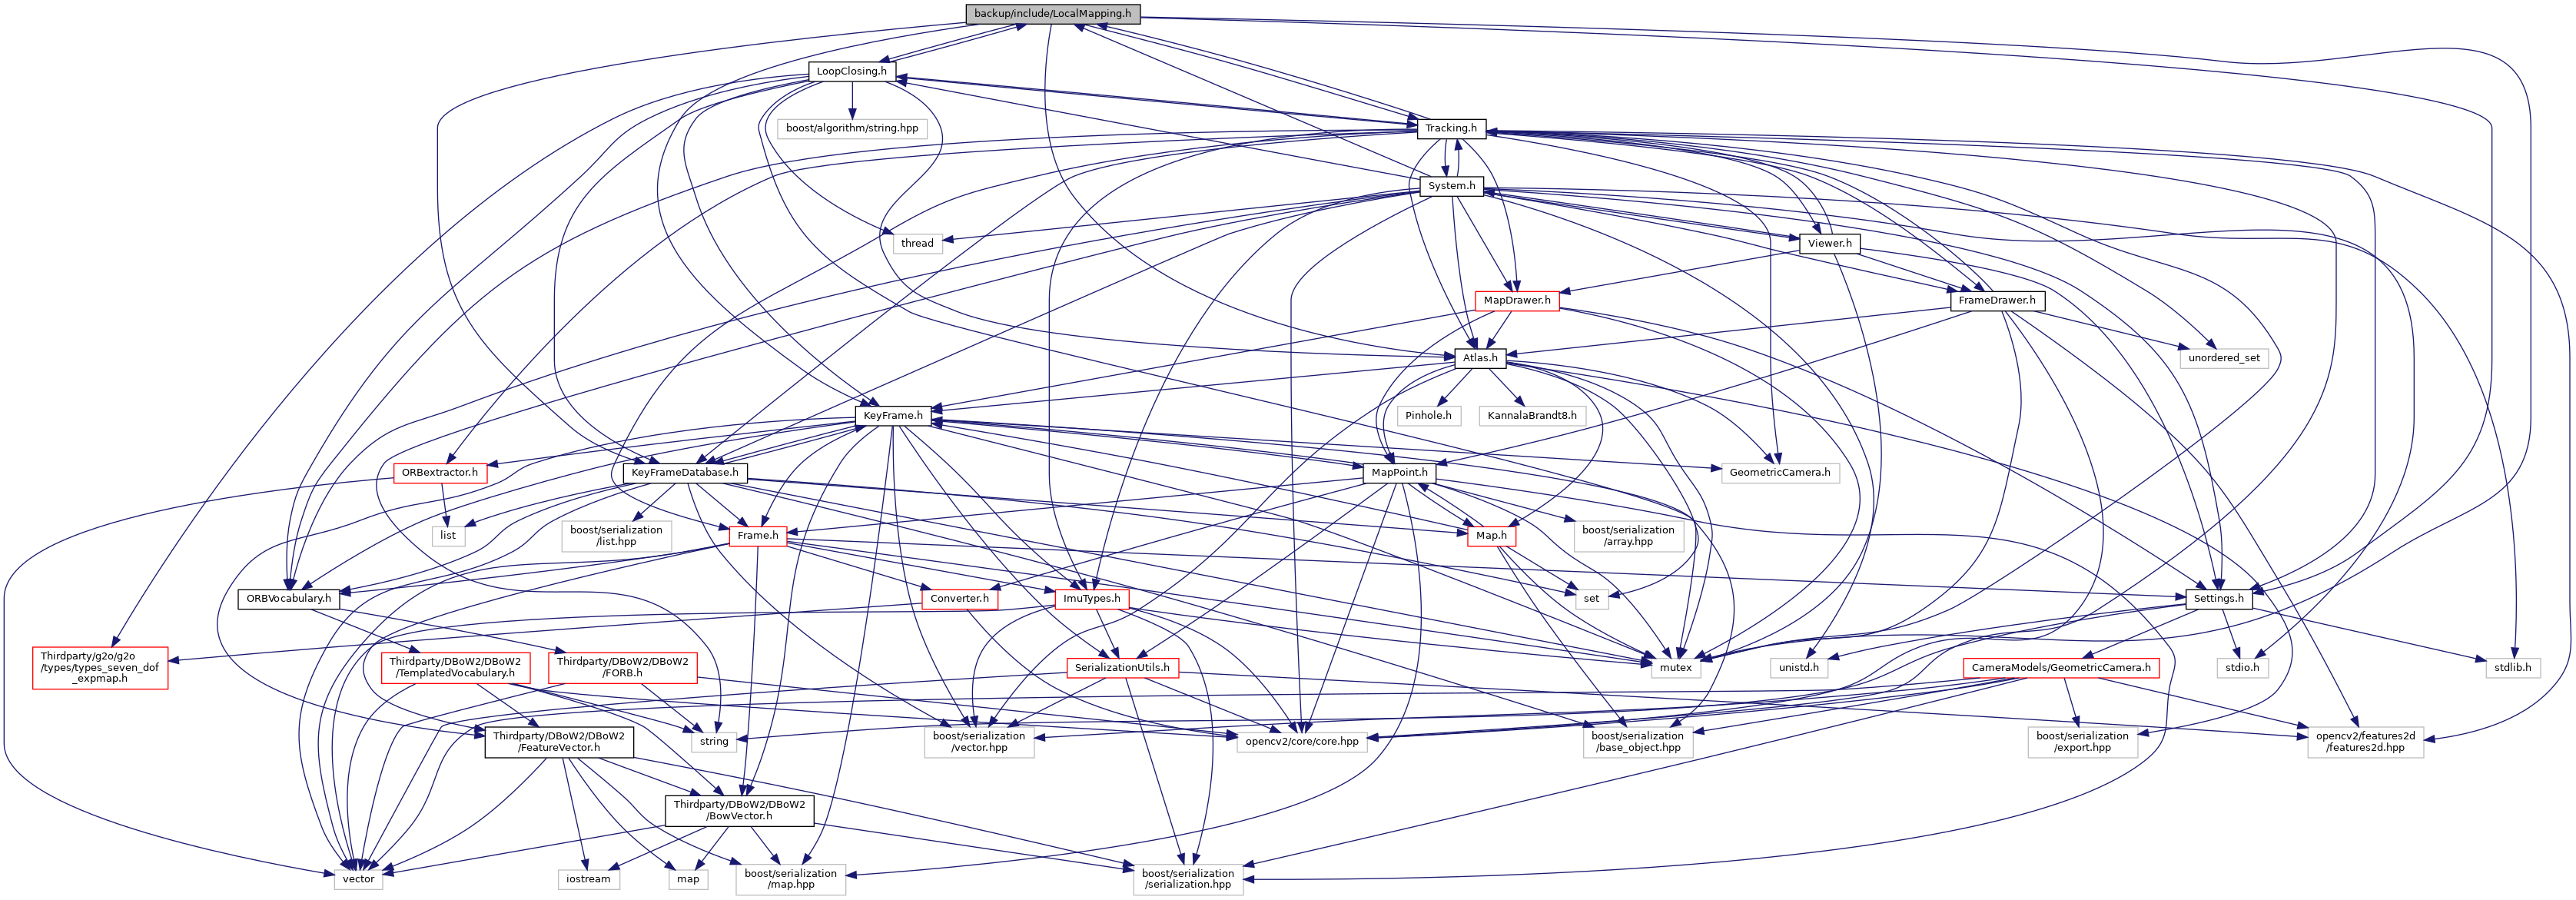 backup/include/LocalMapping.h
LoopClosing.h
boost/algorithm/string.hpp
Tracking.h
System.h
thread
Viewer.h
MapDrawer.h
FrameDrawer.h
Atlas.h
unordered_set
KeyFrame.h
Pinhole.h
KannalaBrandt8.h
ORBextractor.h
KeyFrameDatabase.h
MapPoint.h
GeometricCamera.h
list
boost/serialization
/list.hpp
Frame.h
Map.h
boost/serialization
/array.hpp
ORBVocabulary.h
Converter.h
ImuTypes.h
set
Settings.h
Thirdparty/g2o/g2o
/types/types_seven_dof
_expmap.h
Thirdparty/DBoW2/DBoW2
/TemplatedVocabulary.h
Thirdparty/DBoW2/DBoW2
/FORB.h
SerializationUtils.h
mutex
unistd.h
CameraModels/GeometricCamera.h
stdio.h
stdlib.h
Thirdparty/DBoW2/DBoW2
/FeatureVector.h
string
boost/serialization
/vector.hpp
opencv2/core/core.hpp
boost/serialization
/base_object.hpp
boost/serialization
/export.hpp
opencv2/features2d
/features2d.hpp
Thirdparty/DBoW2/DBoW2
/BowVector.h
vector
iostream
map
boost/serialization
/map.hpp
boost/serialization
/serialization.hpp